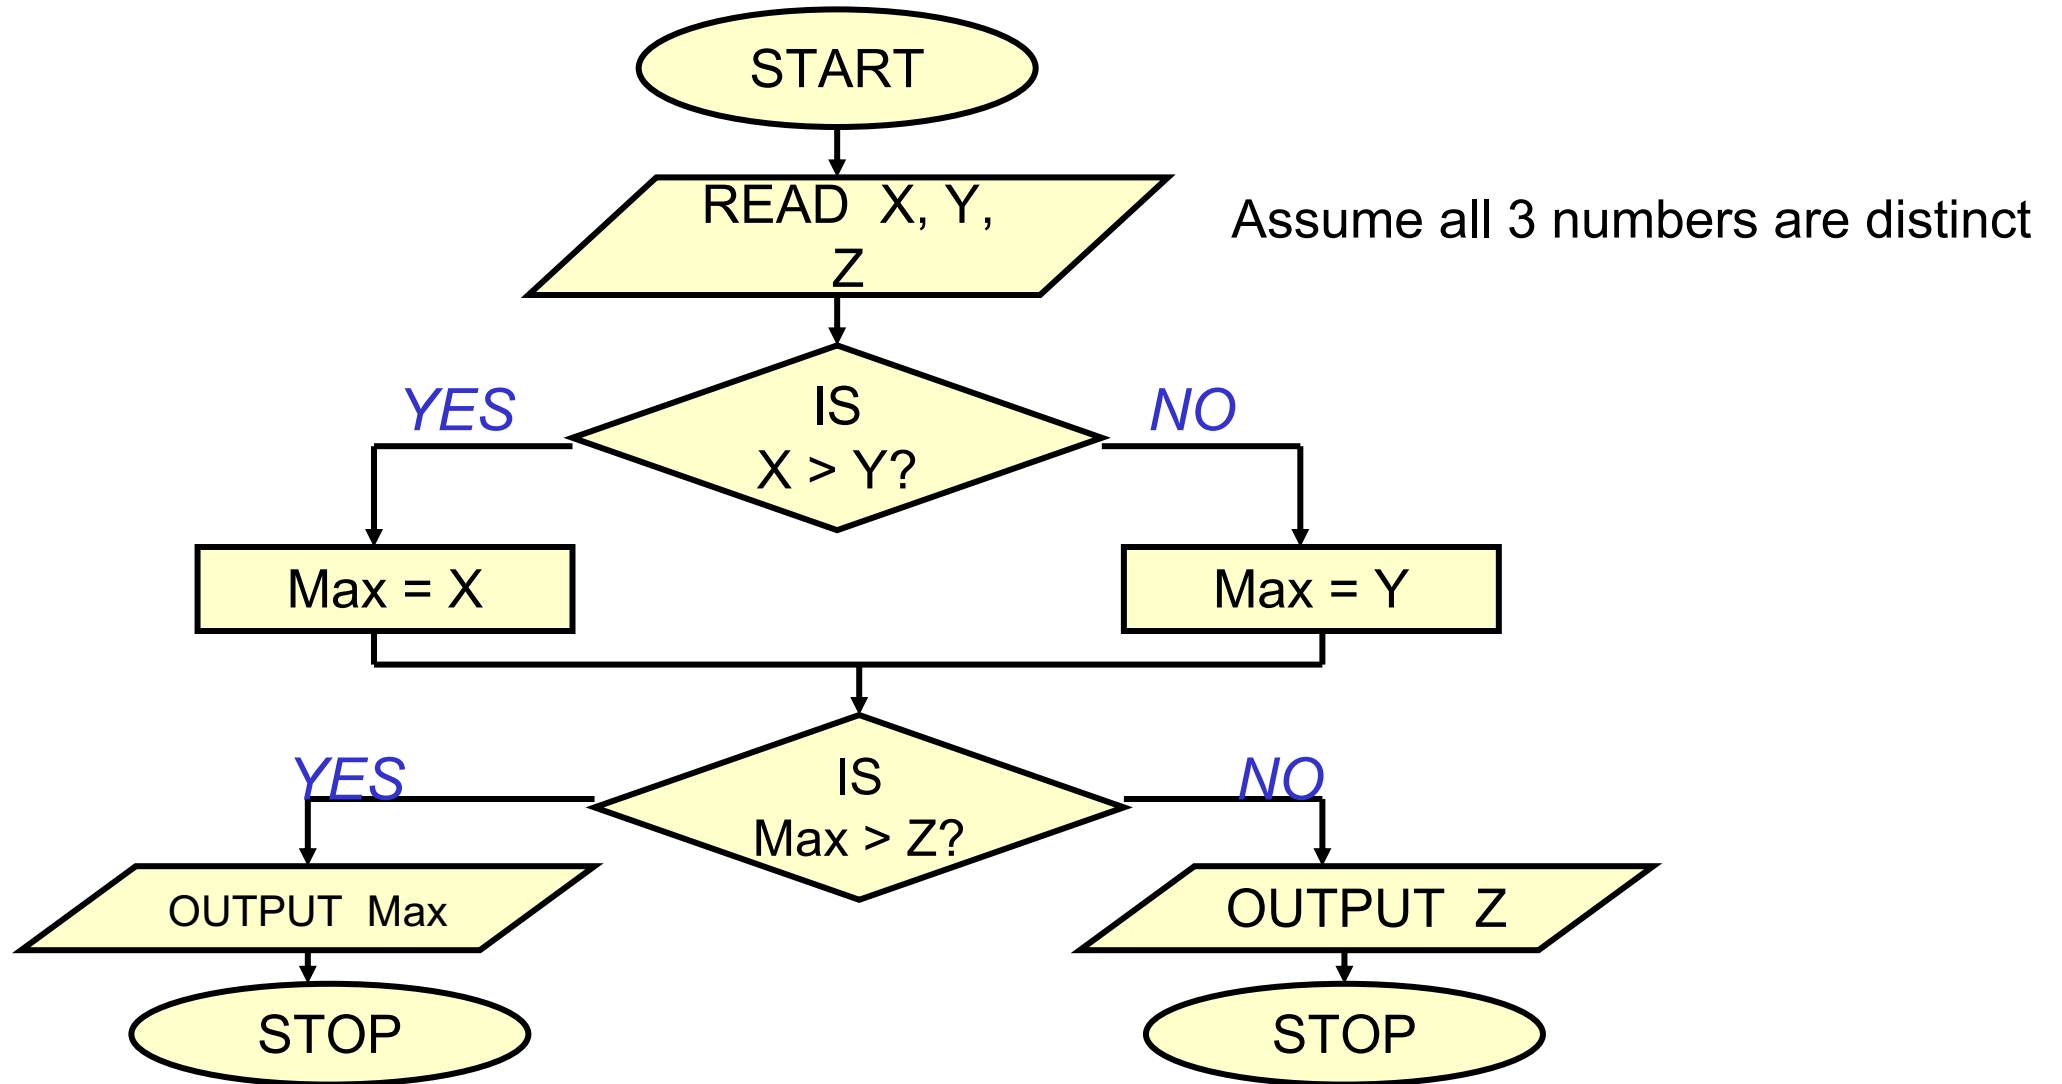 START
READ X, Y,
Z
Assume all 3 numbers are distinct
YES
IS
X > Y?
NO
Max = X
Max = Y
YES
IS
Max > Z?
NO
OUTPUT Max
OUTPUT Z
STOP
STOP